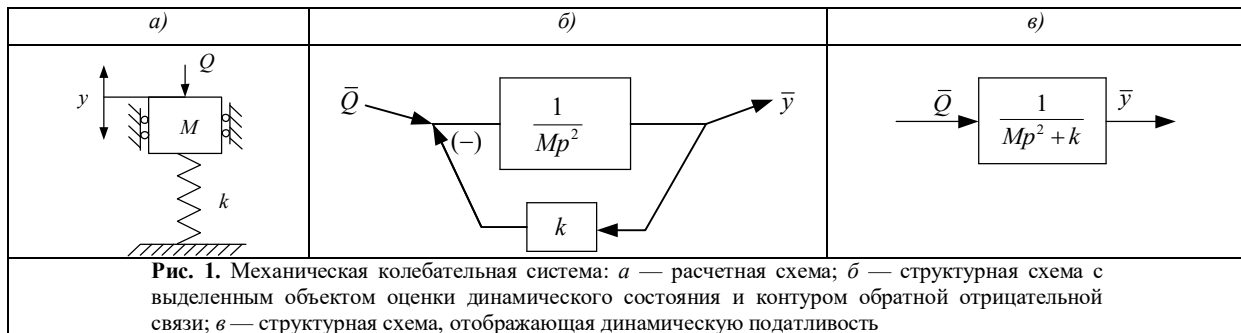 а)
б)
в)
Q
y
M
k
Q̅
(−)
1
Mp²
y̅
k
Q̅
1
Mp² + k
y̅
Рис. 1. Механическая колебательная система: а — расчетная схема; б — структурная схема с
выделенным объектом оценки динамического состояния и контуром обратной отрицательной
связи; в — структурная схема, отображающая динамическую податливость